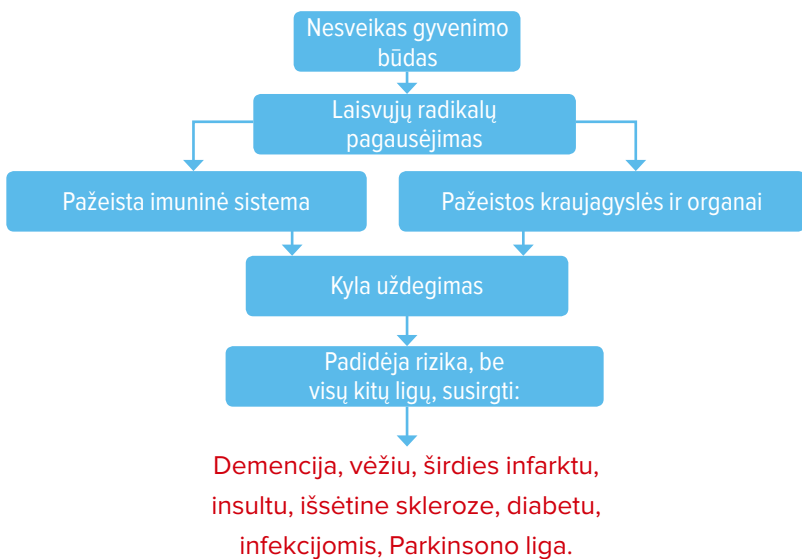 Nesveikas gyvenimo
būdas
Laisvųjų radikalų
pagausėjimas
Pažeista imuninė sistema
Pažeistos kraujagyslės ir organai
Kyla uždegimas
Padidėja rizika, be
visų kitų ligų, susirgti:
Demencija, vėžiu, širdies infarktu,
insultu, išsėtine skleroze, diabetu,
infekcijomis, Parkinsono liga.